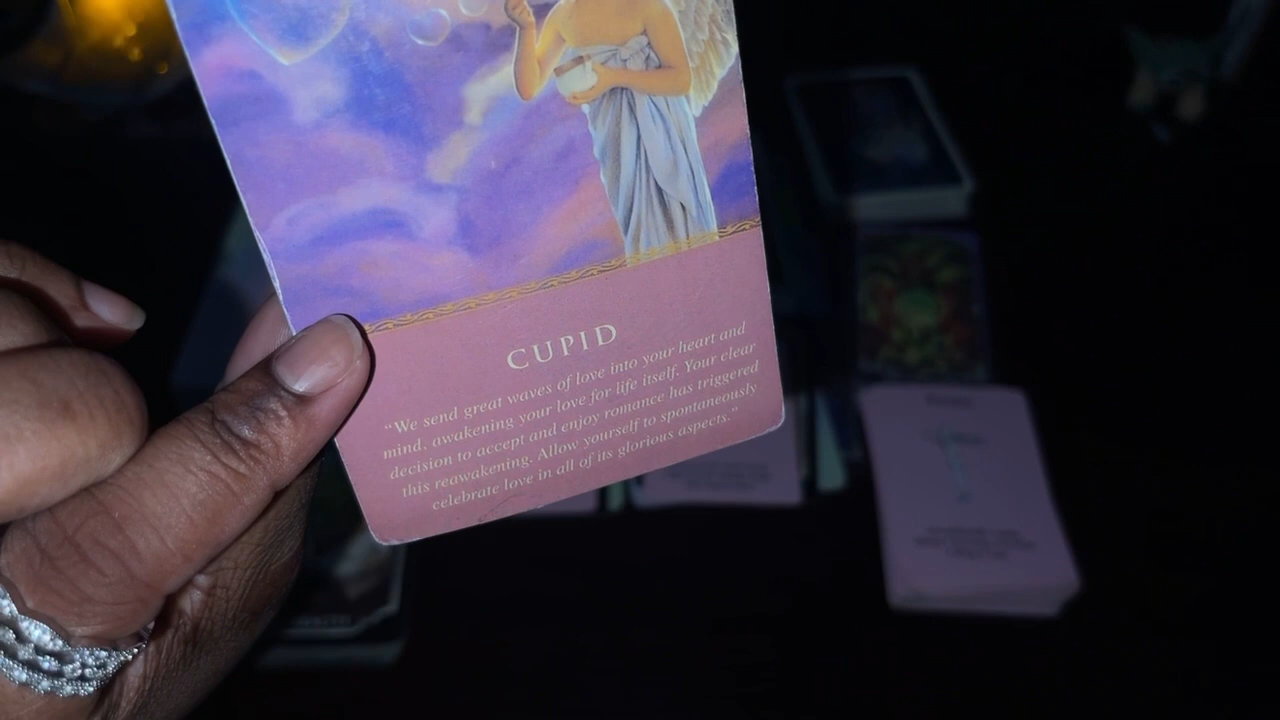 CUPID
“We send great waves of love into your heart and
mind, awakening your love for life itself. Your clear
decision to accept and enjoy romance has triggered
this reawakening. Allow yourself to spontaneously
celebrate love in all of its glorious aspects.”